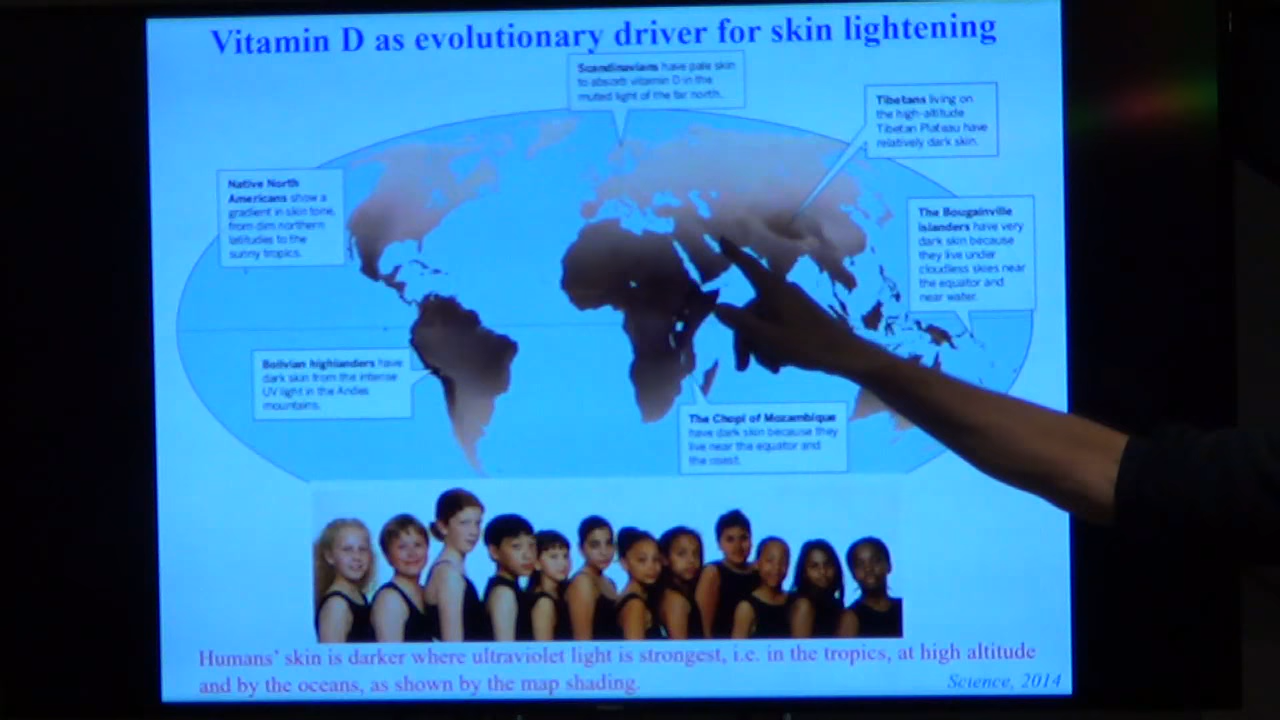 Vitamin D as evolutionary driver for skin lightening
Scandinavians have pale skin
to absorb vitamin D in the
muted light of the far north.
Tibetans living on
the high-altitude
Tibetan Plateau have
relatively dark skin.
Native North
Americans show a
gradient in skin tone,
from dim northern
latitudes to the
sunny tropics.
The Bougainville
islanders have very
dark skin because
they live under
cloudless skies near
the equator and
near water.
Bolivian highlanders have
dark skin from the intense
UV light in the Andes
mountains.
The Chopi of Mozambique
have dark skin because they
live near the equator and
the coast.
Humans' skin is darker where ultraviolet light is strongest, i.e. in the tropics, at high altitude
and by the oceans, as shown by the map shading.
Science, 2014